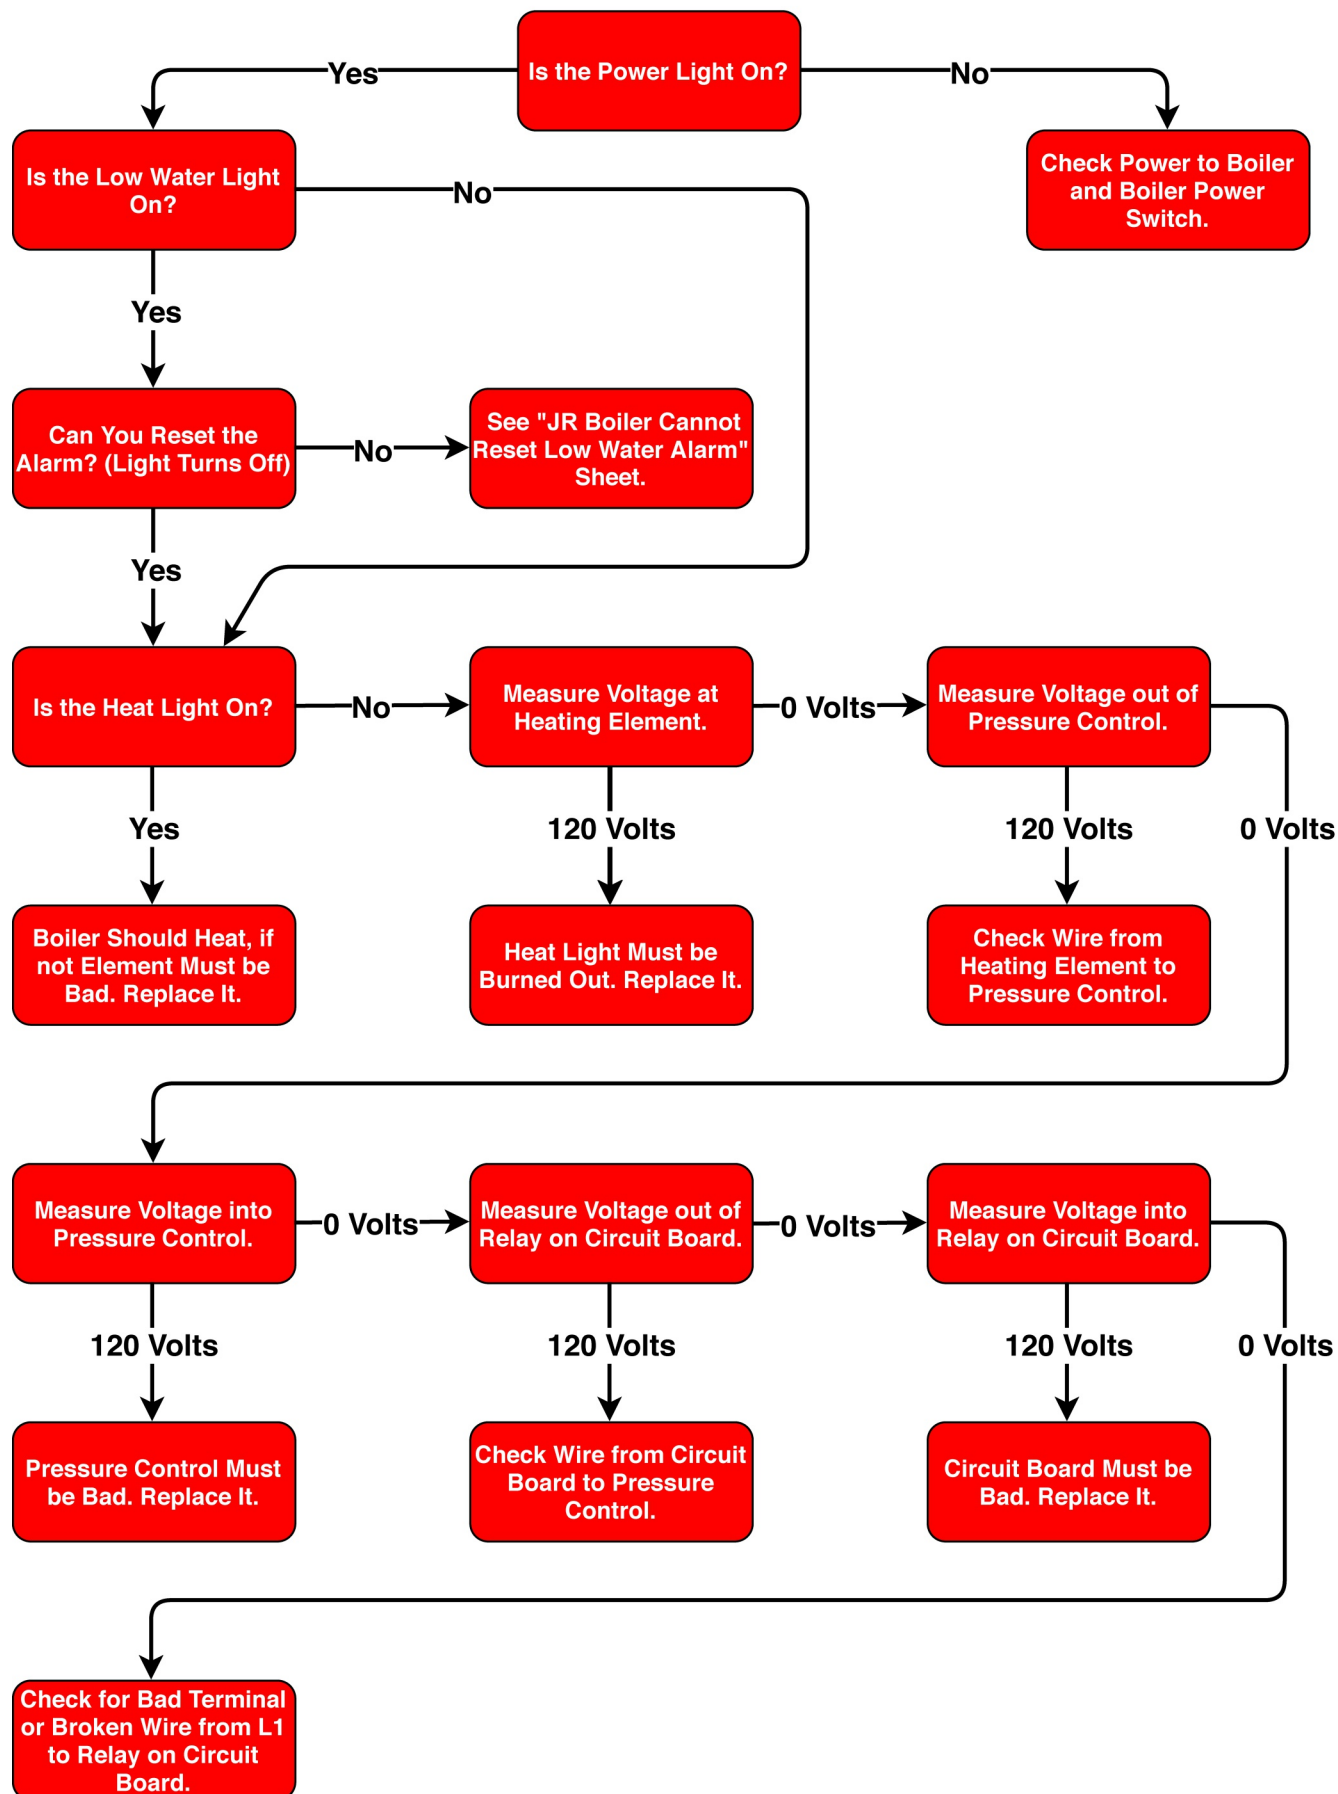 Is the Power Light On?
Yes
No
Is the Low Water Light
On?
No
Check Power to Boiler
and Boiler Power
Switch.
Yes
Can You Reset the
Alarm? (Light Turns Off)
No
See "JR Boiler Cannot
Reset Low Water Alarm"
Sheet.
Yes
Is the Heat Light On?
No
Measure Voltage at
Heating Element.
0 Volts
Measure Voltage out of
Pressure Control.
Yes
120 Volts
120 Volts
0 Volts
Boiler Should Heat, if
not Element Must be
Bad. Replace It.
Heat Light Must be
Burned Out. Replace It.
Check Wire from
Heating Element to
Pressure Control.
Measure Voltage into
Pressure Control.
0 Volts
Measure Voltage out of
Relay on Circuit Board.
0 Volts
Measure Voltage into
Relay on Circuit Board.
120 Volts
120 Volts
120 Volts
0 Volts
Pressure Control Must
be Bad. Replace It.
Check Wire from Circuit
Board to Pressure
Control.
Circuit Board Must be
Bad. Replace It.
Check for Bad Terminal
or Broken Wire from L1
to Relay on Circuit
Board.